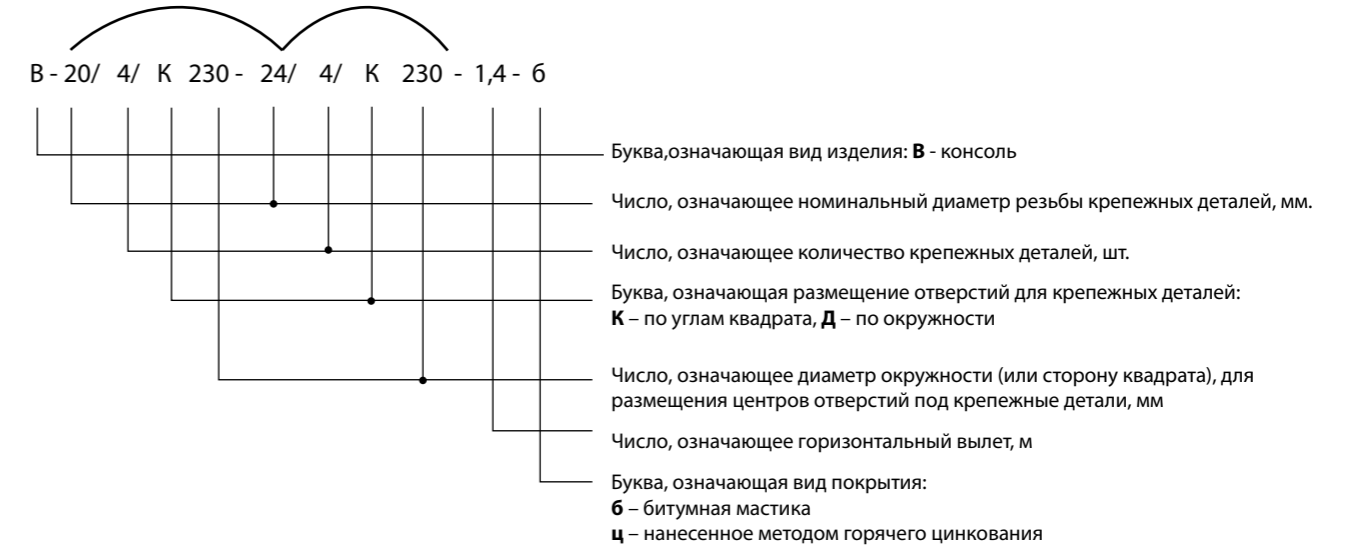 В - 20/ 4/ К 230 - 24/ 4/ К 230 - 1,4 - б
Буква,означающая вид изделия: В - консоль
Число, означающее номинальный диаметр резьбы крепежных деталей, мм.
Число, означающее количество крепежных деталей, шт.
Буква, означающая размещение отверстий для крепежных деталей:
К – по углам квадрата, Д – по окружности
Число, означающее диаметр окружности (или сторону квадрата), для
размещения центров отверстий под крепежные детали, мм
Число, означающее горизонтальный вылет, м
Буква, означающая вид покрытия:
б – битумная мастика
ц – нанесенное методом горячего цинкования